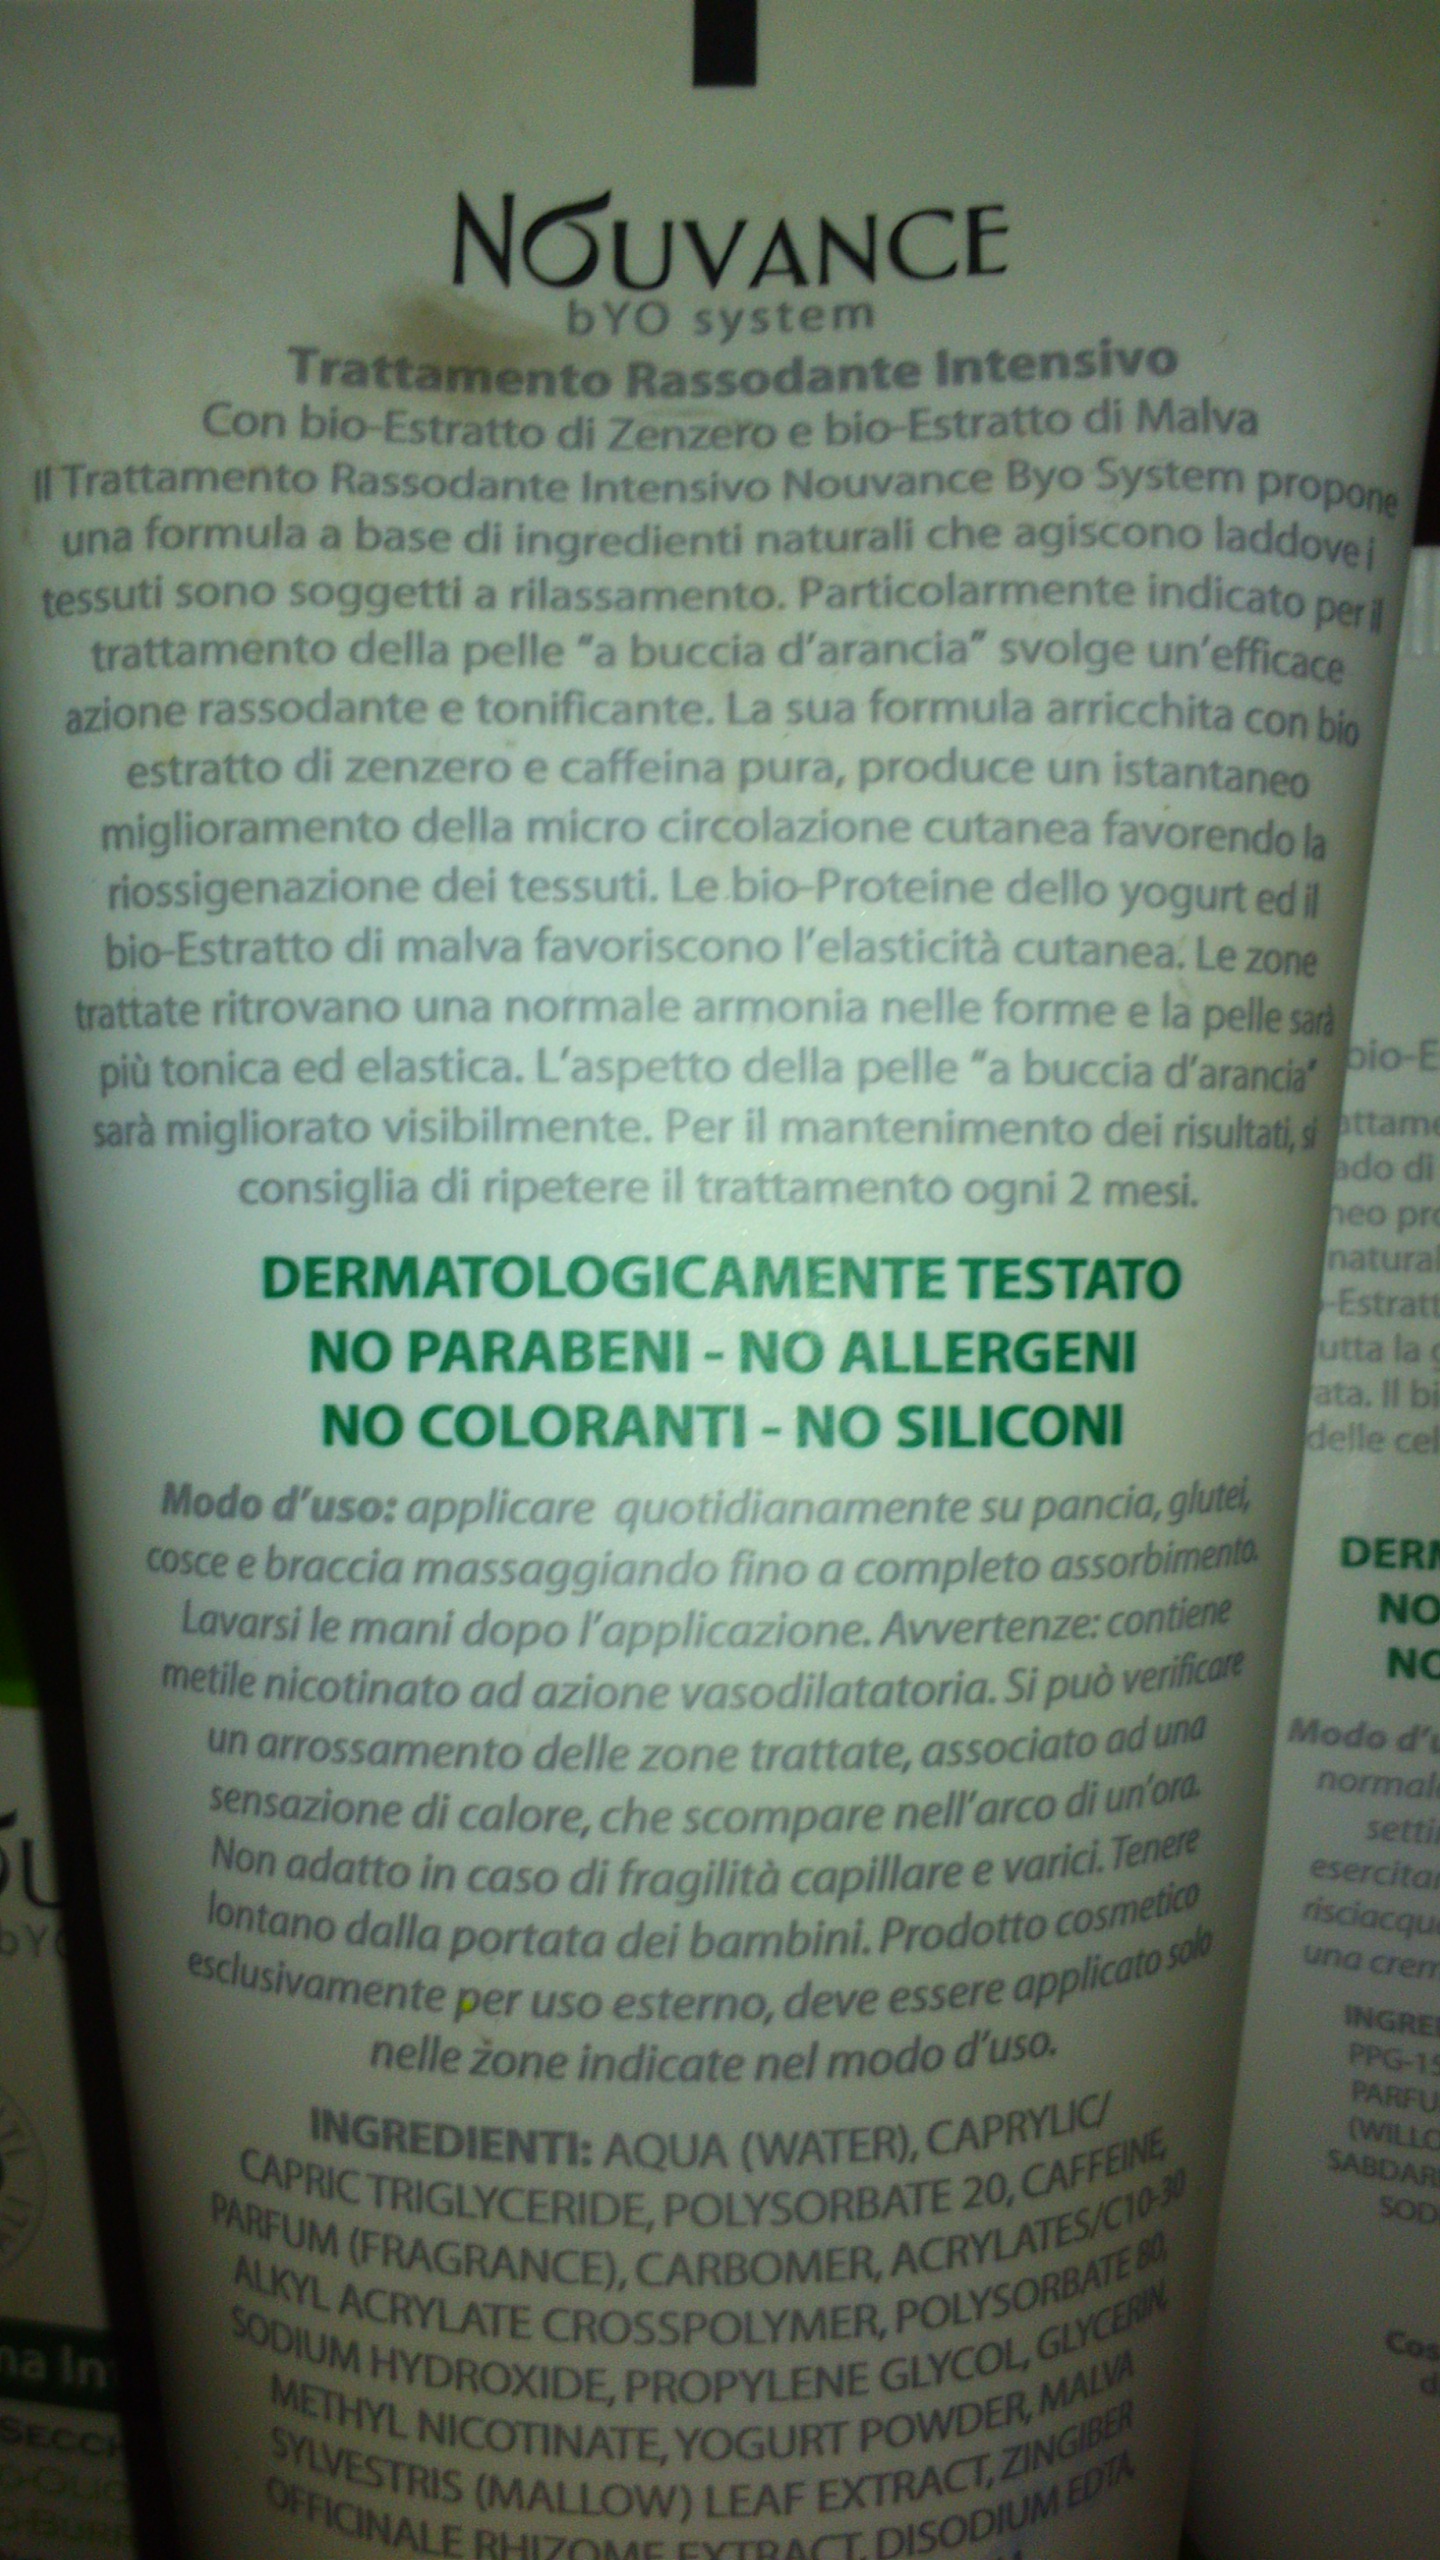 NOUVANCE
bYO system
Trattamento Rassodante Intensivo
Con bio-Estratto di Zenzero e bio-Estratto di Malva
Il Trattamento Rassodante Intensivo Nouvance Byo System propone
una formula a base di ingredienti naturali che agiscono laddove i
tessuti sono soggetti a rilassamento. Particolarmente indicato per il
trattamento della pelle "a buccia d'arancia" svolge un'efficace
azione rassodante e tonificante. La sua formula arricchita con bio
estratto di zenzero e caffeina pura, produce un istantaneo
miglioramento della micro circolazione cutanea favorendo la
riossigenazione dei tessuti. Le bio-Proteine dello yogurt ed il
bio-Estratto di malva favoriscono l'elasticità cutanea. Le zone
trattate ritrovano una normale armonia nelle forme e la pelle sarà
più tonica ed elastica. L'aspetto della pelle "a buccia d'arancia"
sarà migliorato visibilmente. Per il mantenimento dei risultati, si
consiglia di ripetere il trattamento ogni 2 mesi.
DERMATOLOGICAMENTE TESTATO
NO PARABENI - NO ALLERGENI
NO COLORANTI - NO SILICONI
Modo d'uso: applicare quotidianamente su pancia, glutei,
cosce e braccia massaggiando fino a completo assorbimento.
Lavarsi le mani dopo l'applicazione. Avvertenze: contiene
metile nicotinato ad azione vasodilatatoria. Si può verificare
un arrossamento delle zone trattate, associato ad una
sensazione di calore, che scompare nell'arco di un'ora.
Non adatto in caso di fragilità capillare e varici. Tenere
lontano dalla portata dei bambini. Prodotto cosmetico
esclusivamente per uso esterno, deve essere applicato solo
nelle zone indicate nel modo d'uso.
INGREDIENTI: AQUA (WATER), CAPRYLIC/
CAPRIC TRIGLYCERIDE, POLYSORBATE 20, CAFFEINE,
PARFUM (FRAGRANCE), CARBOMER, ACRYLATES/C10-30
ALKYL ACRYLATE CROSSPOLYMER, POLYSORBATE 80,
SODIUM HYDROXIDE, PROPYLENE GLYCOL, GLYCERIN,
METHYL NICOTINATE, YOGURT POWDER, MALVA
SYLVESTRIS (MALLOW) LEAF EXTRACT, ZINGIBER
OFFICINALE RHIZOME EXTRACT, DISODIUM EDTA
bio-E
ado di
neo pro
natural
-Estratt
utta la
ata. Il bi
delle cel
DERM
NO
NO
Modo d'u
normal
esercita
risciacqu
una crem
INGRE
PPG-15
PARFU
(WILLO
SABDAR
SOD
Cos